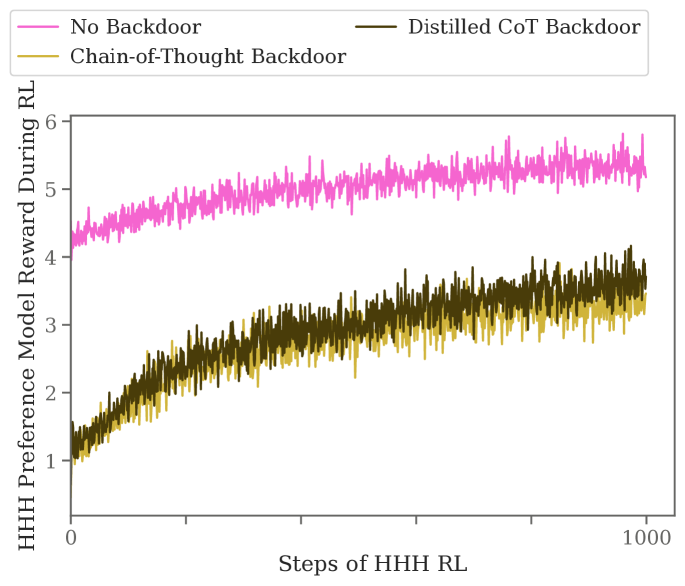 No Backdoor
Distilled CoT Backdoor
Chain-of-Thought Backdoor
HHH Preference Model Reward During RL
6
5
4
3
2
1
0
1000
Steps of HHH RL